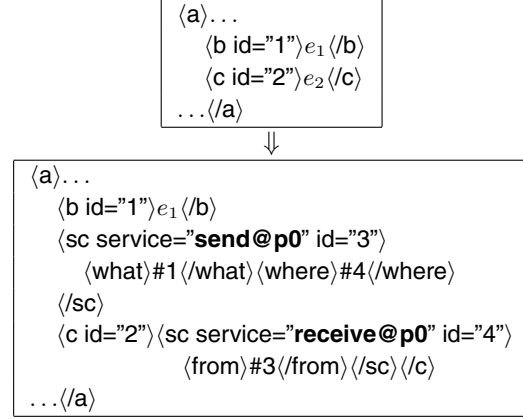 ⟨a⟩...
⟨b id=”1”⟩e₁⟨/b⟩
⟨c id=”2”⟩e₂⟨/c⟩
...⟨/a⟩
⇓
⟨a⟩...
⟨b id=”1”⟩e₁⟨/b⟩
⟨sc service=”send@p0” id=”3”⟩
⟨what⟩#1⟨/what⟩⟨where⟩#4⟨/where⟩
⟨/sc⟩
⟨c id=”2”⟩⟨sc service=”receive@p0” id=”4”⟩
⟨from⟩#3⟨/from⟩⟨/sc⟩⟨/c⟩
...⟨/a⟩